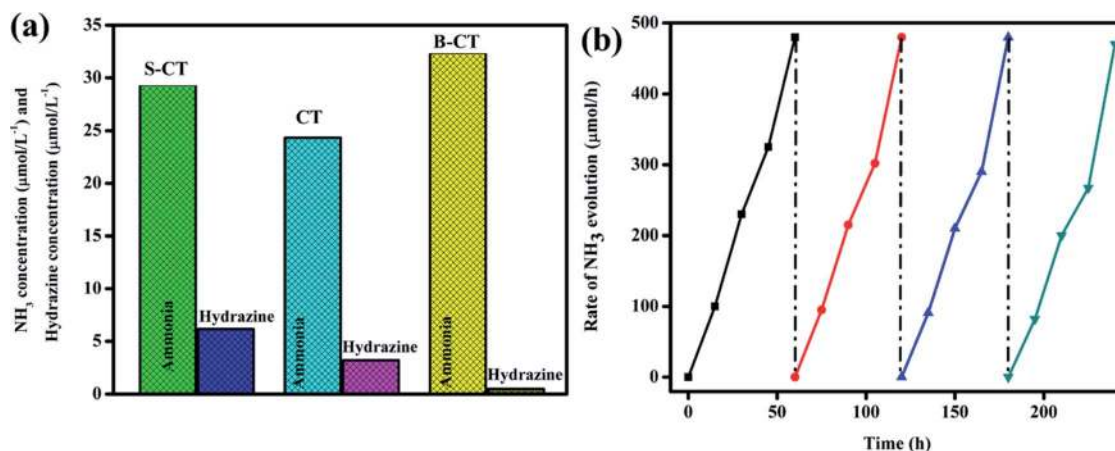 (a)
NH₃ concentration (μmol/L⁻¹) and
Hydrazine concentration (μmol/L⁻¹)
35
30
25
20
15
10
5
0
S-CT
CT
B-CT
Ammonia
Hydrazine
Ammonia
Hydrazine
Ammonia
Hydrazine
(b)
Rate of NH₃ evolution (μmol/h)
500
400
300
200
100
0
0
50
100
150
200
Time (h)